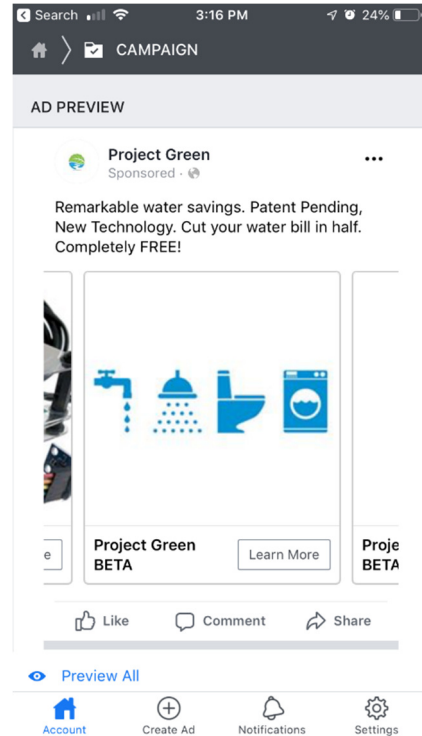 Search 3:16 PM 24%
CAMPAIGN
AD PREVIEW
Project Green
Sponsored ·
Remarkable water savings. Patent Pending,
New Technology. Cut your water bill in half.
Completely FREE!
e
Project Green
BETA
Learn More
Proje
BETA
Like Comment Share
Preview All
Account Create Ad Notifications Settings